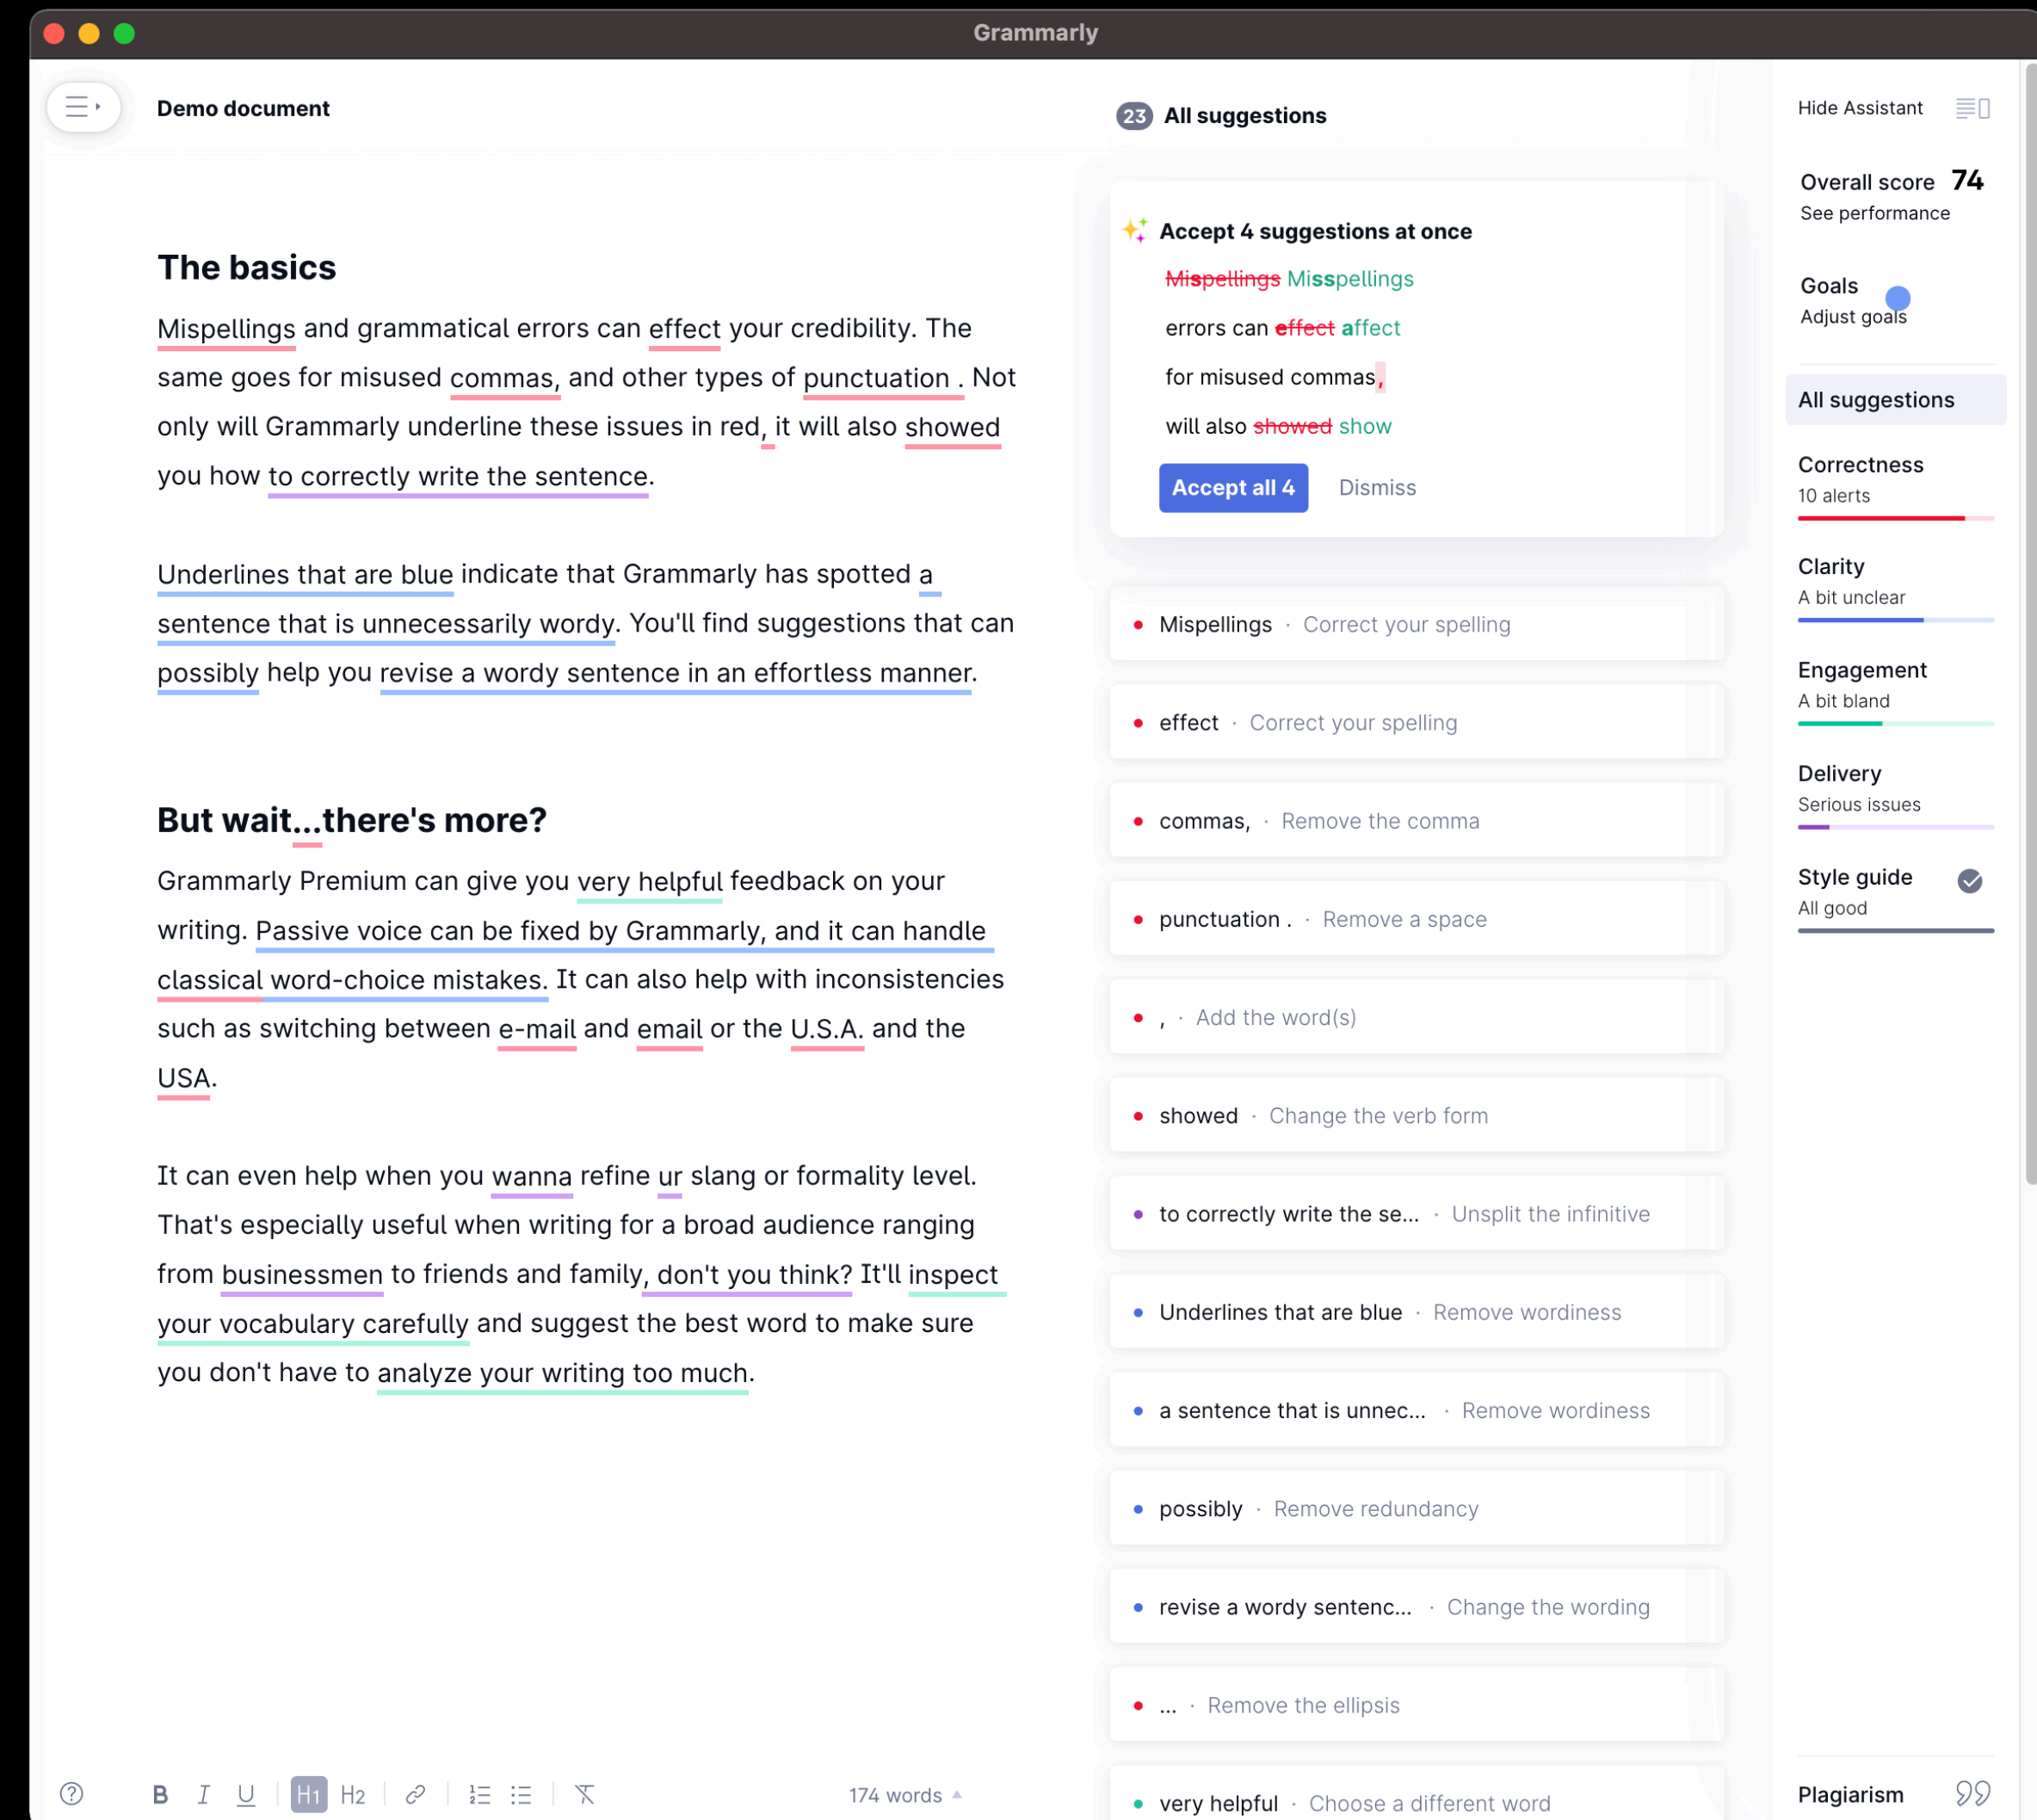 Grammarly
Demo document
The basics
Mispellings and grammatical errors can effect your credibility. The
same goes for misused commas, and other types of punctuation . Not
only will Grammarly underline these issues in red, it will also showed
you how to correctly write the sentence.
Underlines that are blue indicate that Grammarly has spotted a
sentence that is unnecessarily wordy. You'll find suggestions that can
possibly help you revise a wordy sentence in an effortless manner.
But wait...there's more?
Grammarly Premium can give you very helpful feedback on your
writing. Passive voice can be fixed by Grammarly, and it can handle
classical word-choice mistakes. It can also help with inconsistencies
such as switching between e-mail and email or the U.S.A. and the
USA.
It can even help when you wanna refine ur slang or formality level.
That's especially useful when writing for a broad audience ranging
from businessmen to friends and family, don't you think? It'll inspect
your vocabulary carefully and suggest the best word to make sure
you don't have to analyze your writing too much.
B I U H1 H2
174 words
23 All suggestions
Accept 4 suggestions at once
Mispellings Misspellings
errors can effect affect
for misused commas,
will also showed show
Accept all 4 Dismiss
Mispellings · Correct your spelling
effect · Correct your spelling
commas, · Remove the comma
punctuation . · Remove a space
, · Add the word(s)
showed · Change the verb form
to correctly write the se... · Unsplit the infinitive
Underlines that are blue · Remove wordiness
a sentence that is unnec... · Remove wordiness
possibly · Remove redundancy
revise a wordy sentenc... · Change the wording
... · Remove the ellipsis
very helpful · Choose a different word
Hide Assistant
Overall score 74
See performance
Goals
Adjust goals
All suggestions
Correctness
10 alerts
Clarity
A bit unclear
Engagement
A bit bland
Delivery
Serious issues
Style guide
All good
Plagiarism